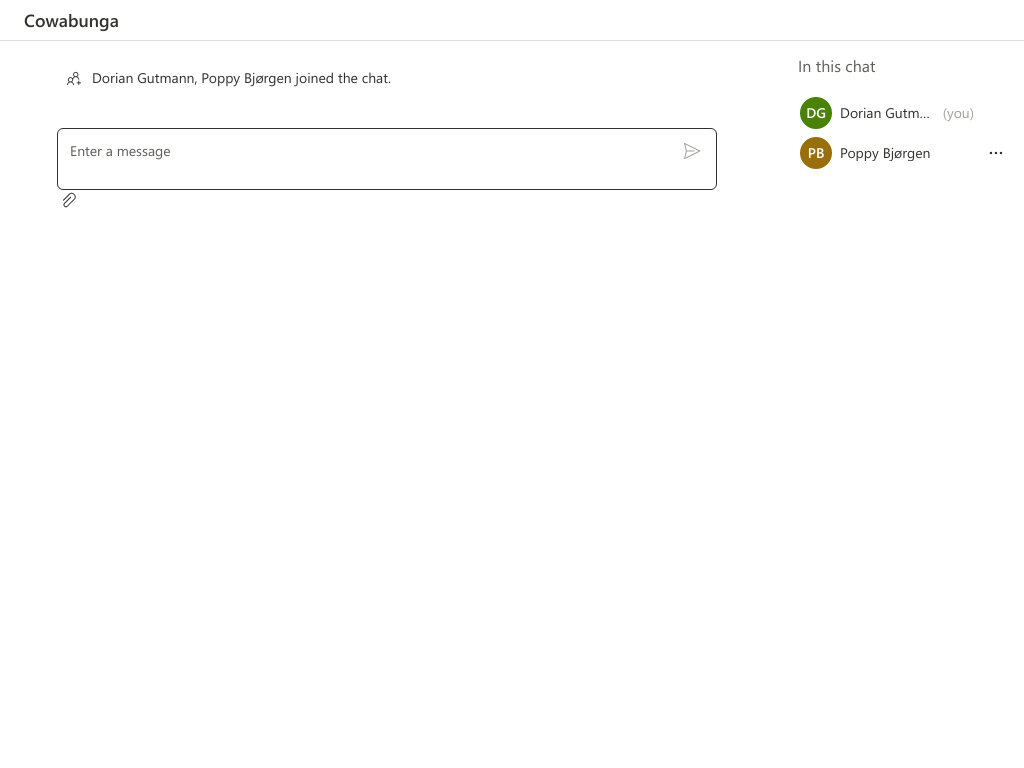 Cowabunga
Dorian Gutmann, Poppy Bjørgen joined the chat.
In this chat
DG Dorian Gutm... (you)
Enter a message
PB Poppy Bjørgen